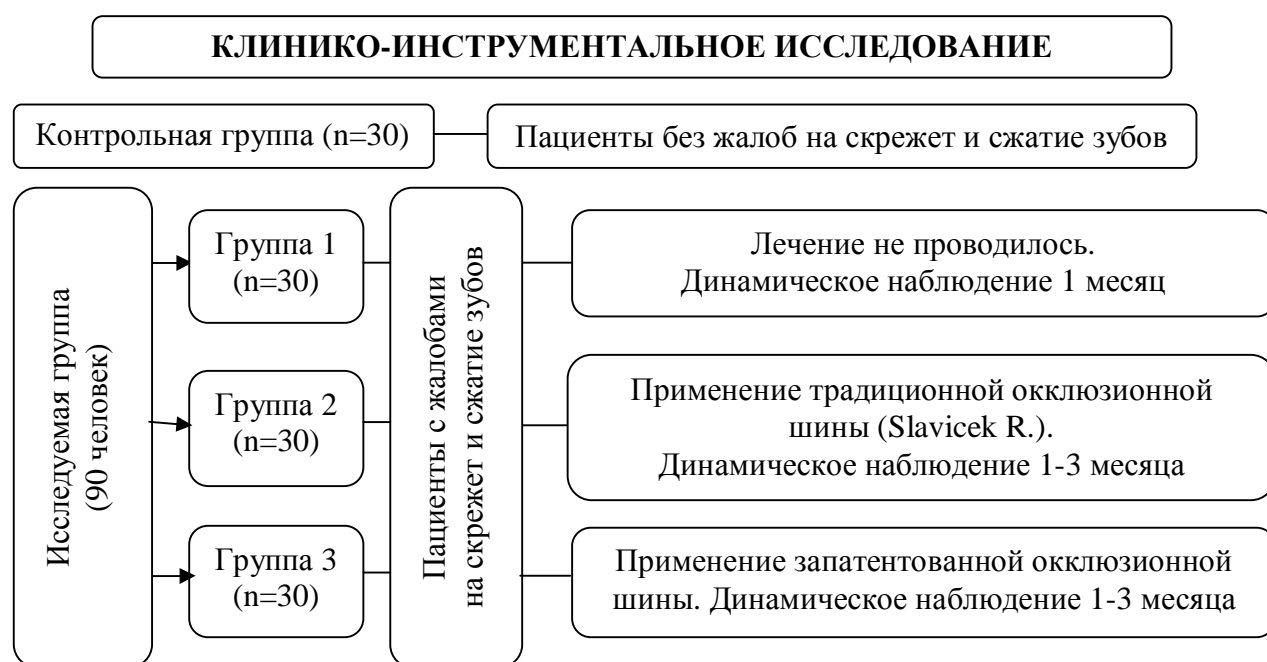 КЛИНИКО-ИНСТРУМЕНТАЛЬНОЕ ИССЛЕДОВАНИЕ
Контрольная группа (n=30)
Пациенты без жалоб на скрежет и сжатие зубов
Исследуемая группа
(90 человек)
Группа 1
(n=30)
Группа 2
(n=30)
Группа 3
(n=30)
Пациенты с жалобами
на скрежет и сжатие зубов
Лечение не проводилось.
Динамическое наблюдение 1 месяц
Применение традиционной окклюзионной
шины (Slavicek R.).
Динамическое наблюдение 1-3 месяца
Применение запатентованной окклюзионной
шины. Динамическое наблюдение 1-3 месяца